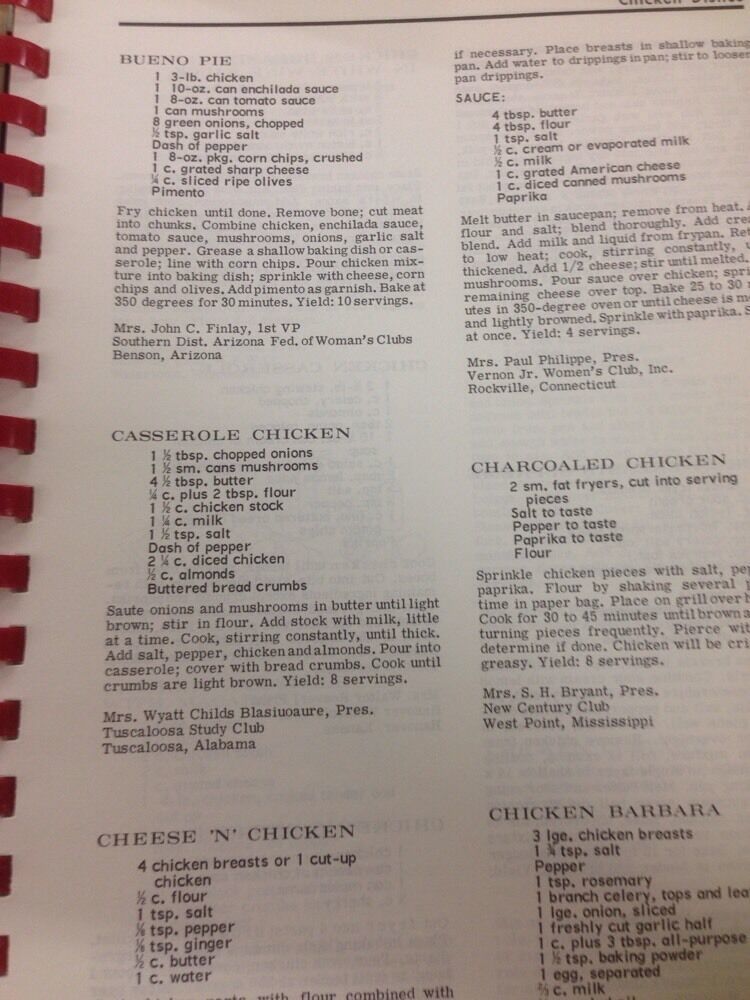 Chicken Dishes
BUENO PIE
1 3-lb. chicken
1 10-oz. can enchilada sauce
1 8-oz. can tomato sauce
1 can mushrooms
8 green onions, chopped
½ tsp. garlic salt
Dash of pepper
1 8-oz. pkg. corn chips, crushed
1 c. grated sharp cheese
¼ c. sliced ripe olives
Pimento
Fry chicken until done. Remove bone; cut meat
into chunks. Combine chicken, enchilada sauce,
tomato sauce, mushrooms, onions, garlic salt
and pepper. Grease a shallow baking dish or cas-
serole; line with corn chips. Pour chicken mix-
ture into baking dish; sprinkle with cheese, corn
chips and olives. Add pimento as garnish. Bake at
350 degrees for 30 minutes. Yield: 10 servings.
Mrs. John C. Finlay, 1st VP
Southern Dist. Arizona Fed. of Woman's Clubs
Benson, Arizona
CASSEROLE CHICKEN
1 ½ tbsp. chopped onions
1 ½ sm. cans mushrooms
4 ½ tbsp. butter
¼ c. plus 2 tbsp. flour
1 ½ c. chicken stock
1 ¼ c. milk
1 ½ tsp. salt
Dash of pepper
2 ¼ c. diced chicken
½ c. almonds
Buttered bread crumbs
Saute onions and mushrooms in butter until light
brown; stir in flour. Add stock with milk, little
at a time. Cook, stirring constantly, until thick.
Add salt, pepper, chicken and almonds. Pour into
casserole; cover with bread crumbs. Cook until
crumbs are light brown. Yield: 8 servings.
Mrs. Wyatt Childs Blasiuoaure, Pres.
Tuscaloosa Study Club
Tuscaloosa, Alabama
CHEESE 'N' CHICKEN
4 chicken breasts or 1 cut-up
chicken
½ c. flour
1 tsp. salt
⅛ tsp. pepper
⅛ tsp. ginger
½ c. butter
1 c. water
with flour combined with
if necessary. Place breasts in shallow baking
pan. Add water to drippings in pan; stir to loosen
pan drippings.
SAUCE:
4 tbsp. butter
4 tbsp. flour
1 tsp. salt
½ c. cream or evaporated milk
½ c. milk
1 c. grated American cheese
1 c. diced canned mushrooms
Paprika
Melt butter in saucepan; remove from heat.
flour and salt; blend thoroughly. Add
blend. Add milk and liquid from frypan.
to low heat; cook, stirring constantly,
thickened. Add 1/2 cheese; stir until melted.
mushrooms. Pour sauce over chicken;
remaining cheese over top. Bake 25 to 30
utes in 350-degree oven or until cheese is
and lightly browned. Sprinkle with paprika.
at once. Yield: 4 servings.
Mrs. Paul Philippe, Pres.
Vernon Jr. Women's Club, Inc.
Rockville, Connecticut
CHARCOALED CHICKEN
2 sm. fat fryers, cut into serving
pieces
Salt to taste
Pepper to taste
Paprika to taste
Flour
Sprinkle chicken pieces with salt,
paprika. Flour by shaking several
time in paper bag. Place on grill over
Cook for 30 to 45 minutes until brown
turning pieces frequently. Pierce
determine if done. Chicken will be
greasy. Yield: 8 servings.
Mrs. S. H. Bryant, Pres.
New Century Club
West Point, Mississippi
CHICKEN BARBARA
3 lge. chicken breasts
1 ¾ tsp. salt
Pepper
1 tsp. rosemary
1 branch celery, tops and
1 lge. onion, sliced
1 freshly cut garlic half
1 c. plus 3 tbsp. all-purpose
1 ½ tsp. baking powder
1 egg, separated
⅔ c. milk